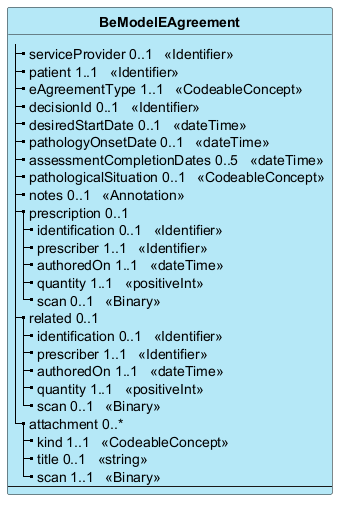 BeModelEAgreement
serviceProvider 0..1 «Identifier»
patient 1..1 «Identifier»
eAgreementType 1..1 «CodeableConcept»
decisionId 0..1 «Identifier»
desiredStartDate 0..1 «dateTime»
pathologyOnsetDate 0..1 «dateTime»
assessmentCompletionDates 0..5 «dateTime»
pathologicalSituation 0..1 «CodeableConcept»
notes 0..1 «Annotation»
prescription 0..1
identification 0..1 «Identifier»
prescriber 1..1 «Identifier»
authoredOn 1..1 «dateTime»
quantity 1..1 «positiveInt»
scan 0..1 «Binary»
related 0..1
identification 0..1 «Identifier»
prescriber 1..1 «Identifier»
authoredOn 1..1 «dateTime»
quantity 1..1 «positiveInt»
scan 0..1 «Binary»
attachment 0..*
kind 1..1 «CodeableConcept»
title 0..1 «string»
scan 1..1 «Binary»